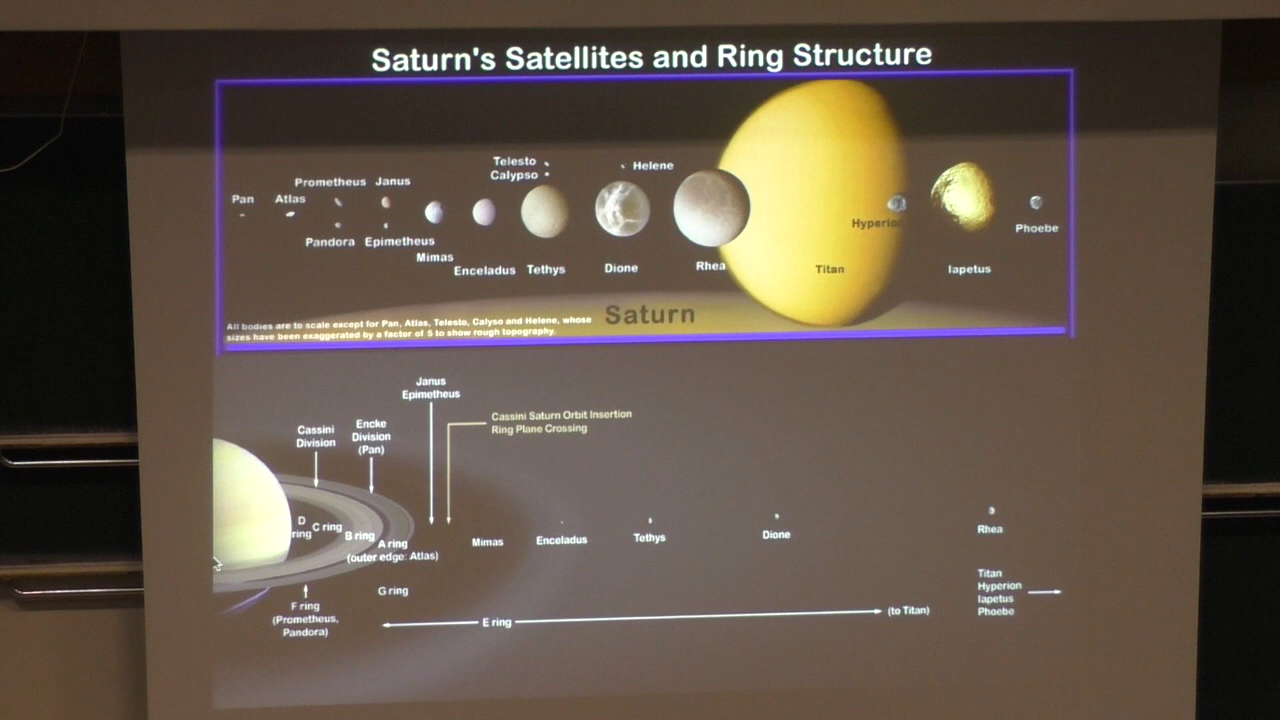 Saturn's Satellites and Ring Structure
Pan
Atlas
Prometheus
Janus
Pandora
Epimetheus
Mimas
Enceladus
Telesto
Calypso
Tethys
Helene
Dione
Rhea
Titan
Hyperion
Iapetus
Phoebe
Saturn
All bodies are to scale except for Pan, Atlas, Telesto, Calyso and Helene, whose
sizes have been exaggerated by a factor of 5 to show rough topography.
Janus
Epimetheus
Cassini Saturn Orbit Insertion
Ring Plane Crossing
Cassini
Division
Encke
Division
(Pan)
D
ring
C ring
B ring
A ring
(outer edge: Atlas)
Mimas
Enceladus
Tethys
Dione
Rhea
G ring
F ring
(Prometheus,
Pandora)
E ring
(to Titan)
Titan
Hyperion
Iapetus
Phoebe